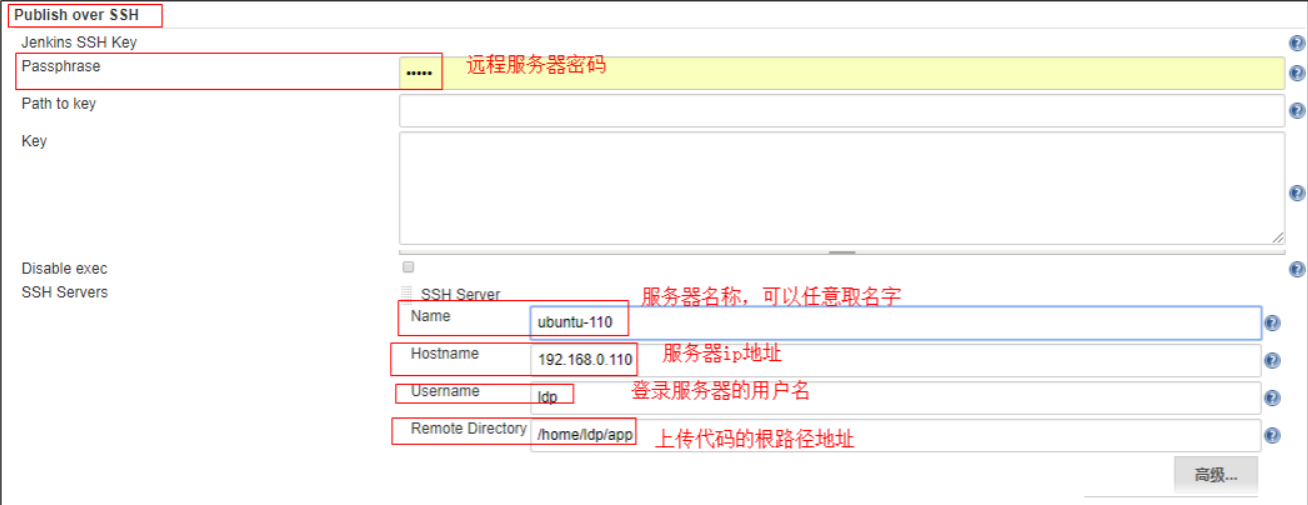 Publish over SSH
Jenkins SSH Key
Passphrase ••••• 远程服务器密码
Path to key
Key
Disable exec
SSH Servers
SSH Server 服务器名称，可以任意取名字
Name ubuntu-110
Hostname 192.168.0.110 服务器ip地址
Username ldp 登录服务器的用户名
Remote Directory /home/ldp/app 上传代码的根路径地址
高级...